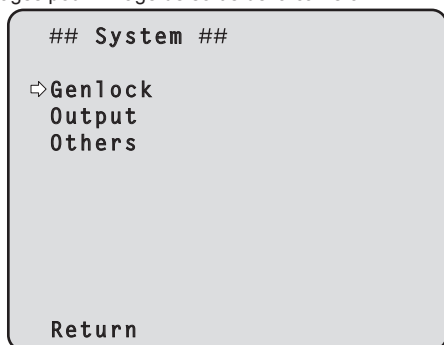 ## System ##
⇨Genlock
Output
Others
Return